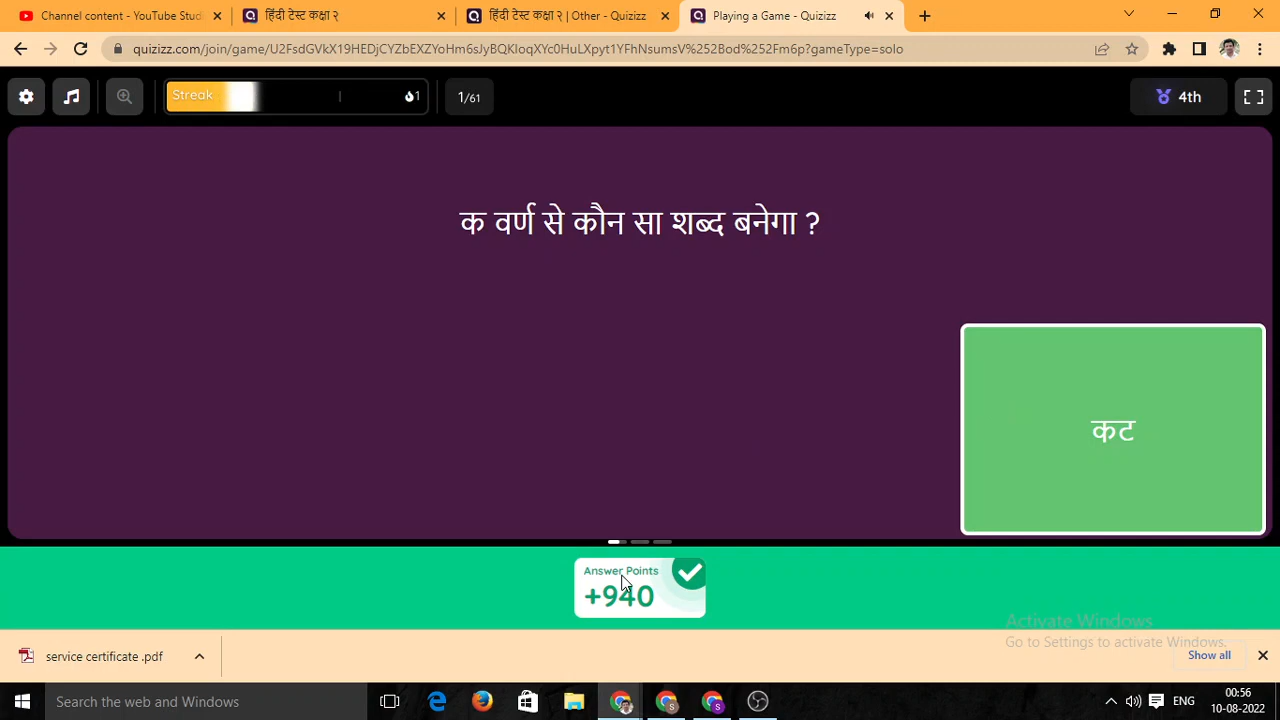 Channel content - YouTube Stud
हिंदी टेस्ट कक्षा २
हिंदी टेस्ट कक्षा २ | Other - Quizizz
Playing a Game - Quizizz
quizizz.com/join/game/U2FsdGVkX19HEDjCYZbEXZYoHm6sJyBQKIoqXYc0HuLXpyt1YFhNsumsV%252Bod%252Fm6p?gameType=solo
Streak
1
1/61
4th
क वर्ण से कौन सा शब्द बनेगा ?
कट
Answer Points
+940
Activate Windows
Go to Settings to activate Windows.
service certificate .pdf
Show all
Search the web and Windows
ENG
00:56
10-08-2022